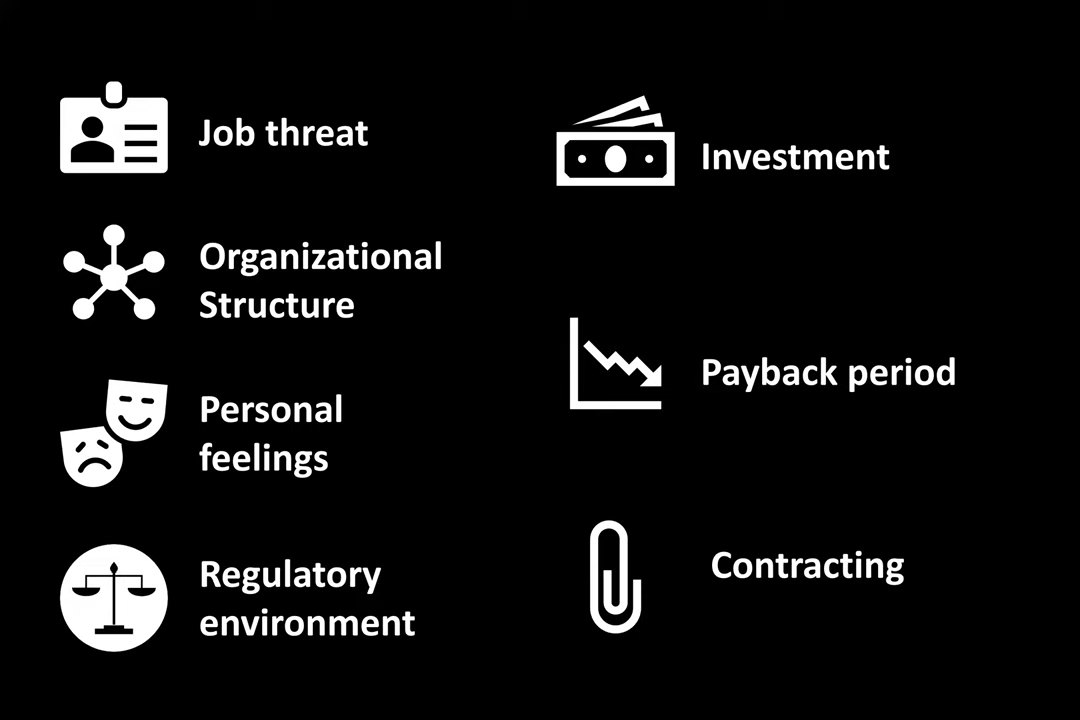 Job threat
Organizational
Structure
Personal
feelings
Regulatory
environment
Investment
Payback period
Contracting